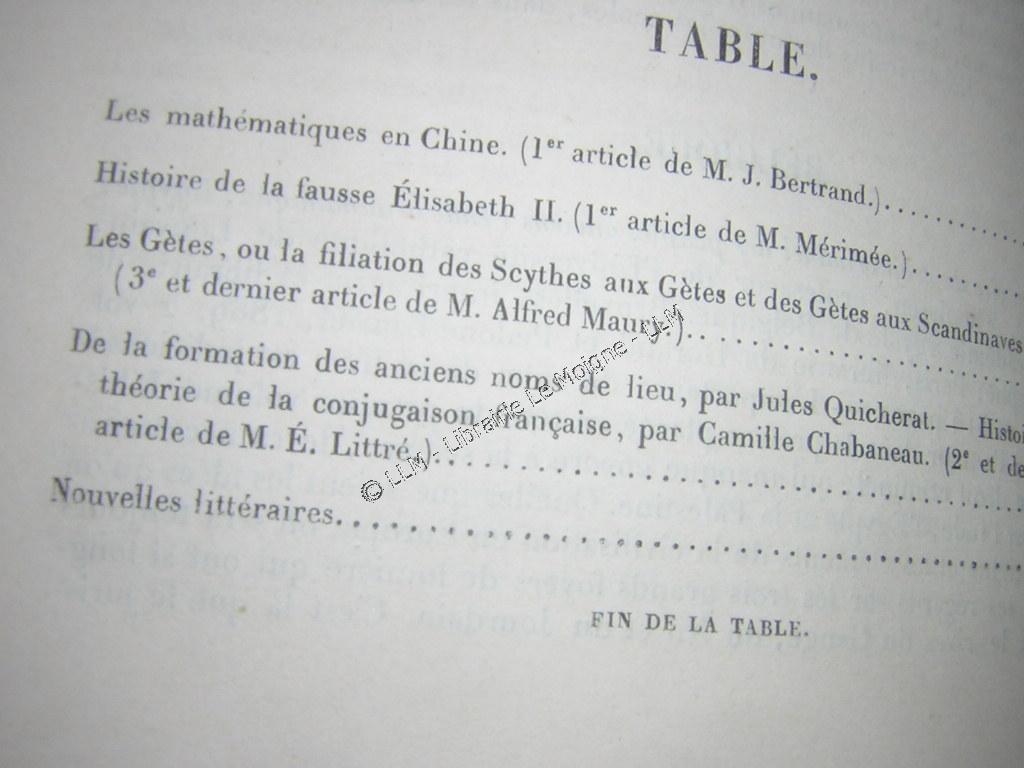 TABLE.
Les mathématiques en Chine. (1er article de M. J. Bertrand.)..........
Histoire de la fausse Élisabeth II. (1er article de M. Mérimée.)..........
Les Gètes, ou la filiation des Scythes aux Gètes et des Gètes aux Scandinaves
(3e et dernier article de M. Alfred Maury.)..........
De la formation des anciens noms de lieu, par Jules Quicherat. — Histoi
théorie de la conjugaison française, par Camille Chabaneau. (2e et de
article de M. É. Littré.)..........
Nouvelles littéraires..........
FIN DE LA TABLE.
© LLM - Librairie Le Moigne - LLM